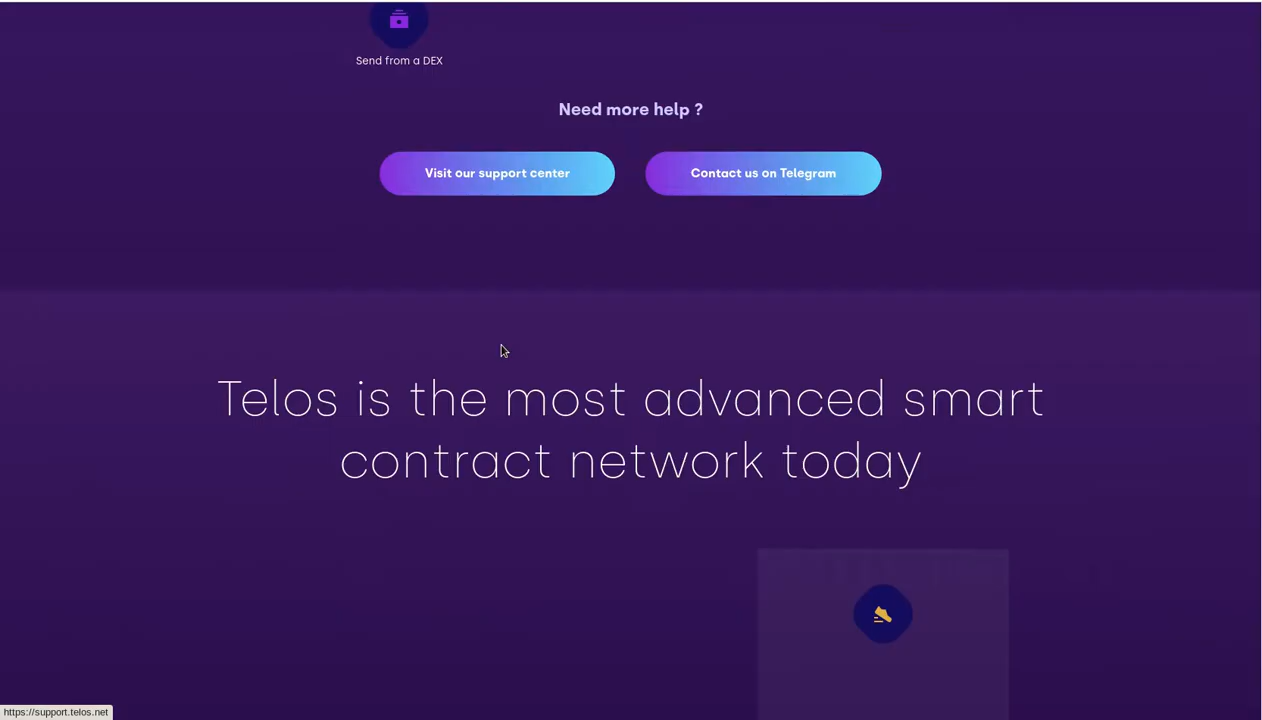 Send from a DEX
Need more help ?
Visit our support center
Contact us on Telegram
Telos is the most advanced smart
contract network today
https://support.telos.net